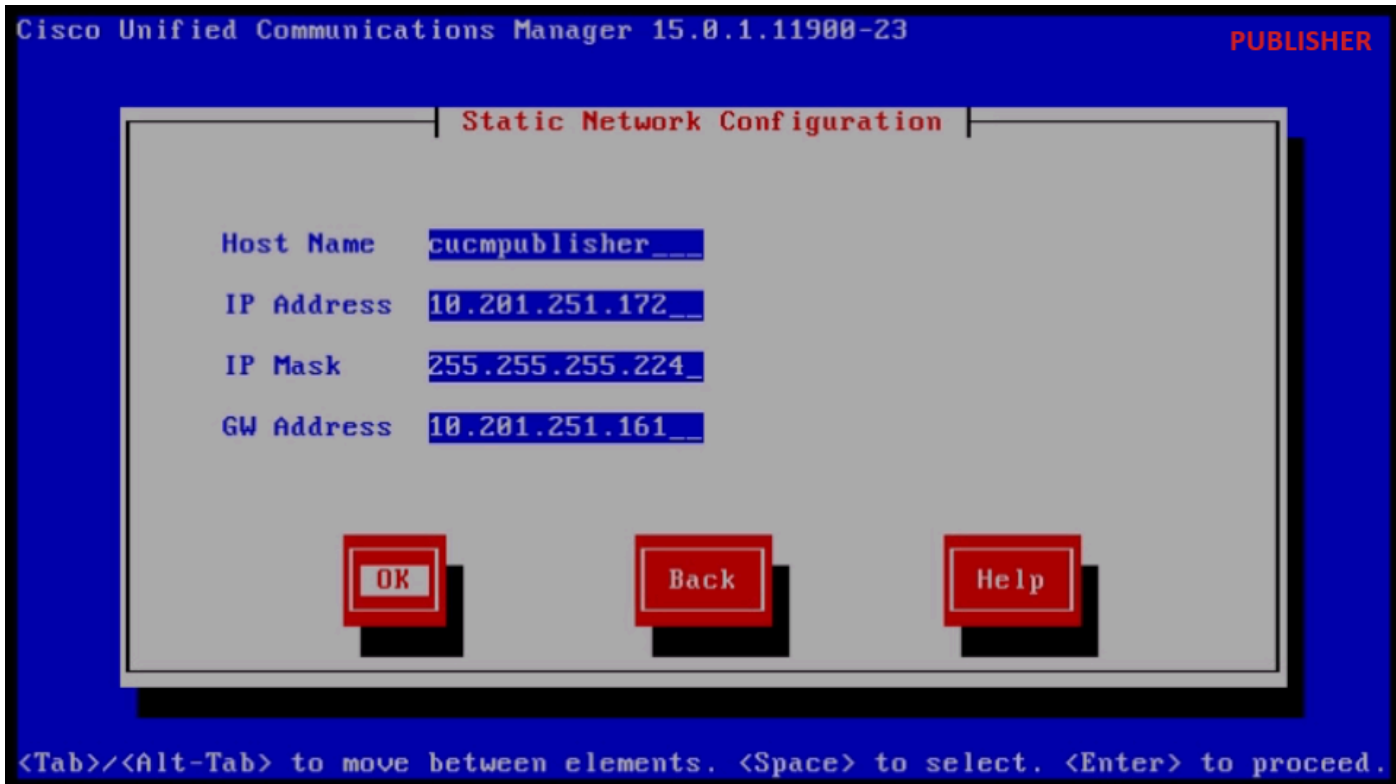 Cisco Unified Communications Manager 15.0.1.11900-23
PUBLISHER
Static Network Configuration
Host Name cucmpublisher___
IP Address 10.201.251.172__
IP Mask 255.255.255.224_
GW Address 10.201.251.161__
OK Back Help
<Tab>/<Alt-Tab> to move between elements. <Space> to select. <Enter> to proceed.